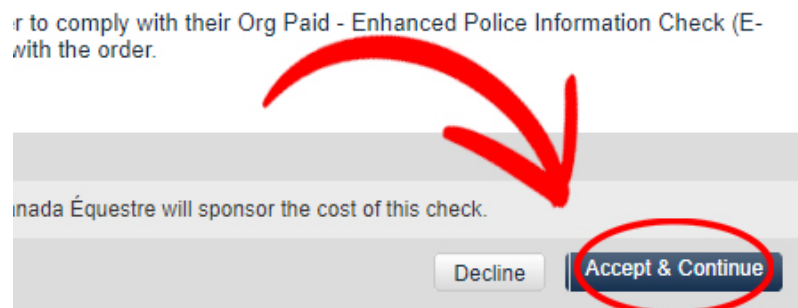 r to comply with their Org Paid - Enhanced Police Information Check (E-
with the order.
nada Équestre will sponsor the cost of this check.
Decline
Accept & Continue